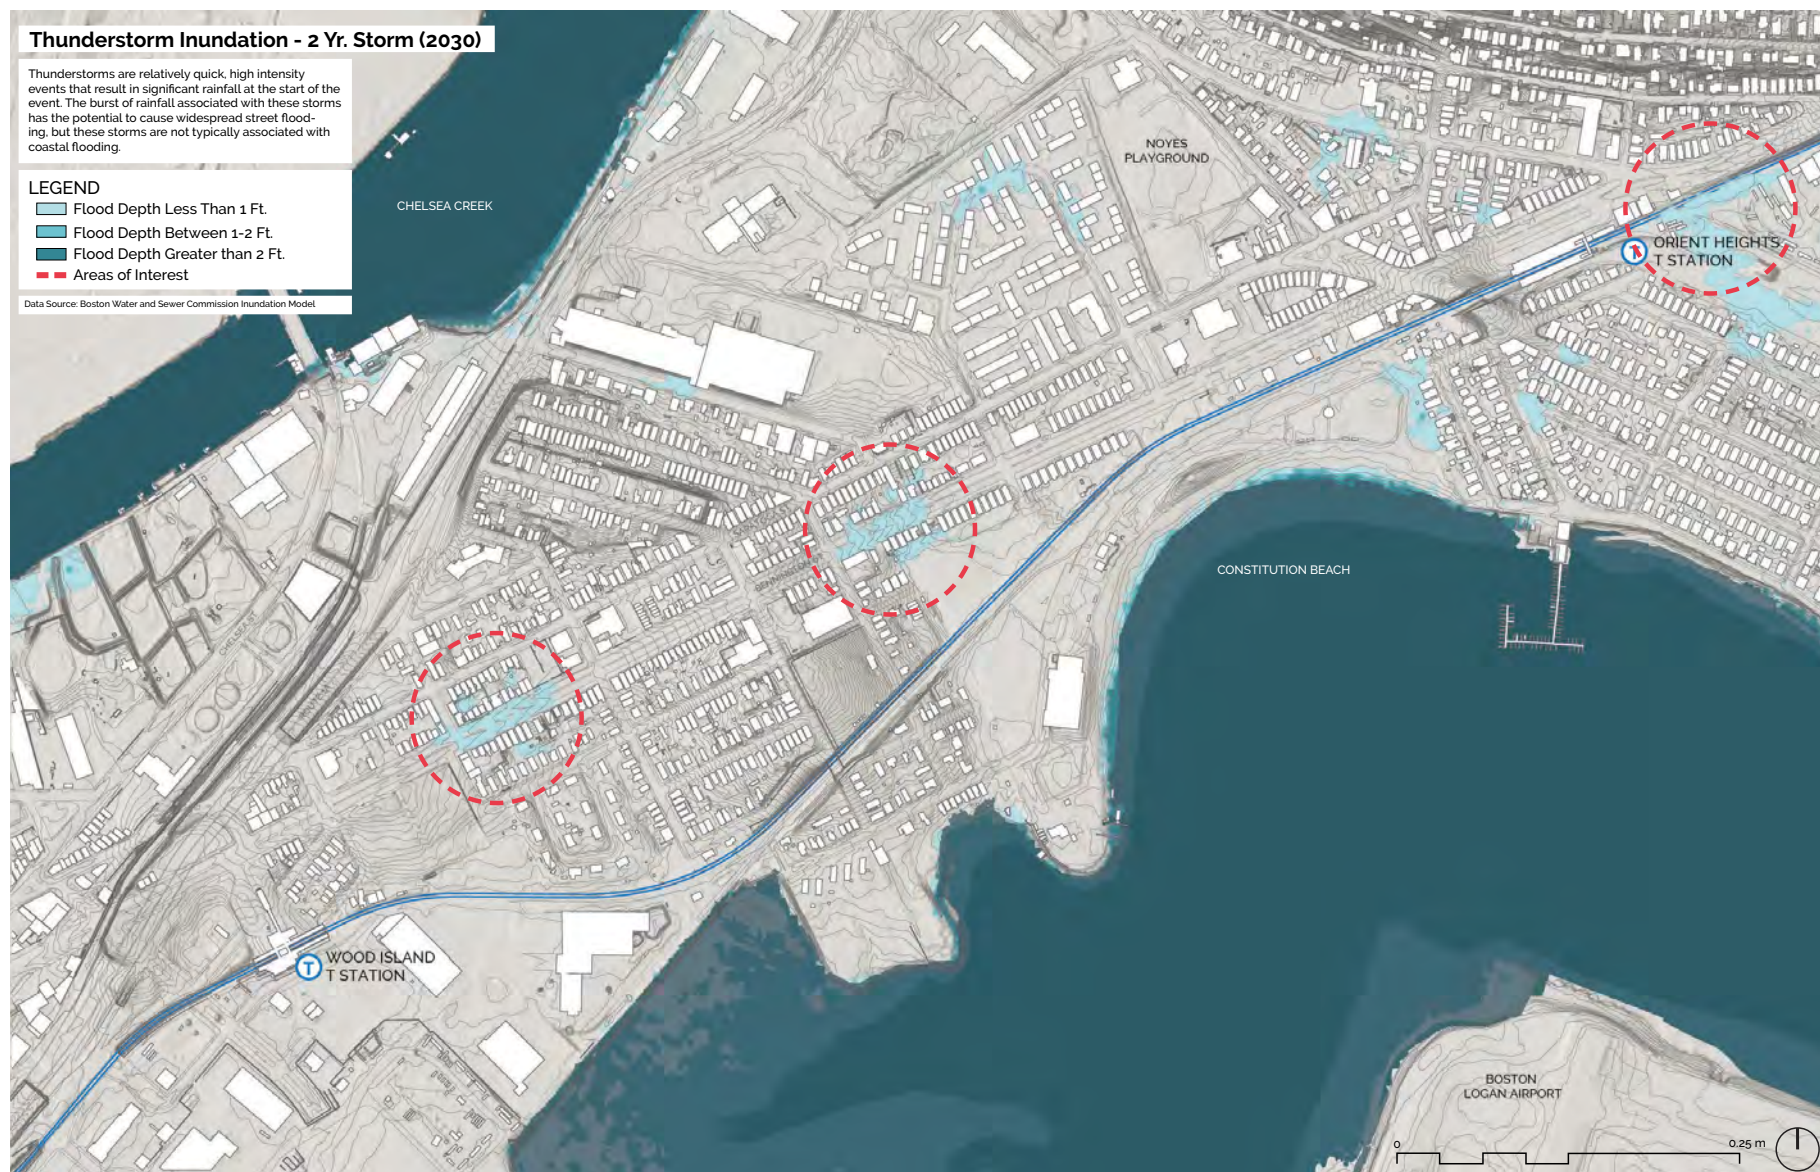 Thunderstorm Inundation - 2 Yr. Storm (2030)
Thunderstorms are relatively quick, high intensity
events that result in significant rainfall at the start of the
event. The burst of rainfall associated with these storms
has the potential to cause widespread street flood-
ing, but these storms are not typically associated with
coastal flooding.
LEGEND
Flood Depth Less Than 1 Ft.
Flood Depth Between 1-2 Ft.
Flood Depth Greater than 2 Ft.
Areas of Interest
Data Source: Boston Water and Sewer Commission Inundation Model
CHELSEA CREEK
NOYES
PLAYGROUND
T
ORIENT HEIGHTS
T STATION
SARATOGA
BENNINGTON
CHELSEA ST
CONSTITUTION BEACH
T
WOOD ISLAND
T STATION
BOSTON
LOGAN AIRPORT
0
0.25 m